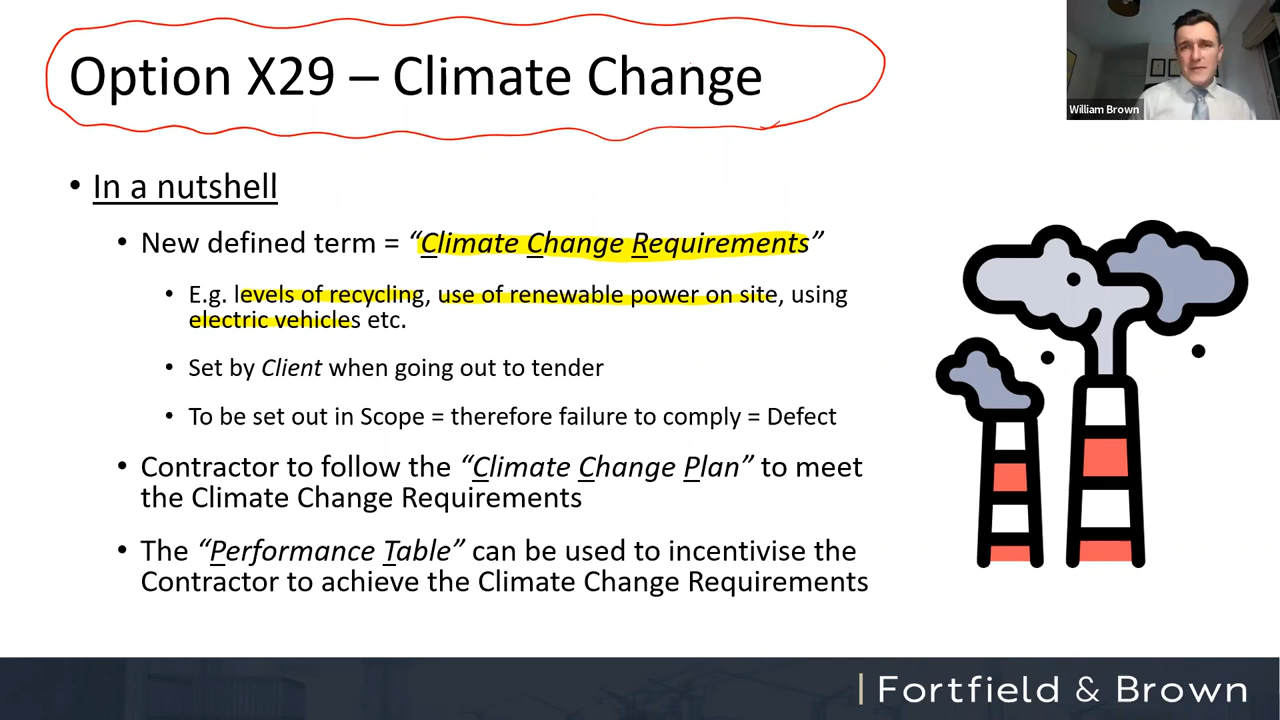 Option X29 – Climate Change
William Brown
• In a nutshell
• New defined term = “Climate Change Requirements”
• E.g. levels of recycling, use of renewable power on site, using
electric vehicles etc.
• Set by Client when going out to tender
• To be set out in Scope = therefore failure to comply = Defect
• Contractor to follow the “Climate Change Plan” to meet
the Climate Change Requirements
• The “Performance Table” can be used to incentivise the
Contractor to achieve the Climate Change Requirements
| Fortfield & Brown